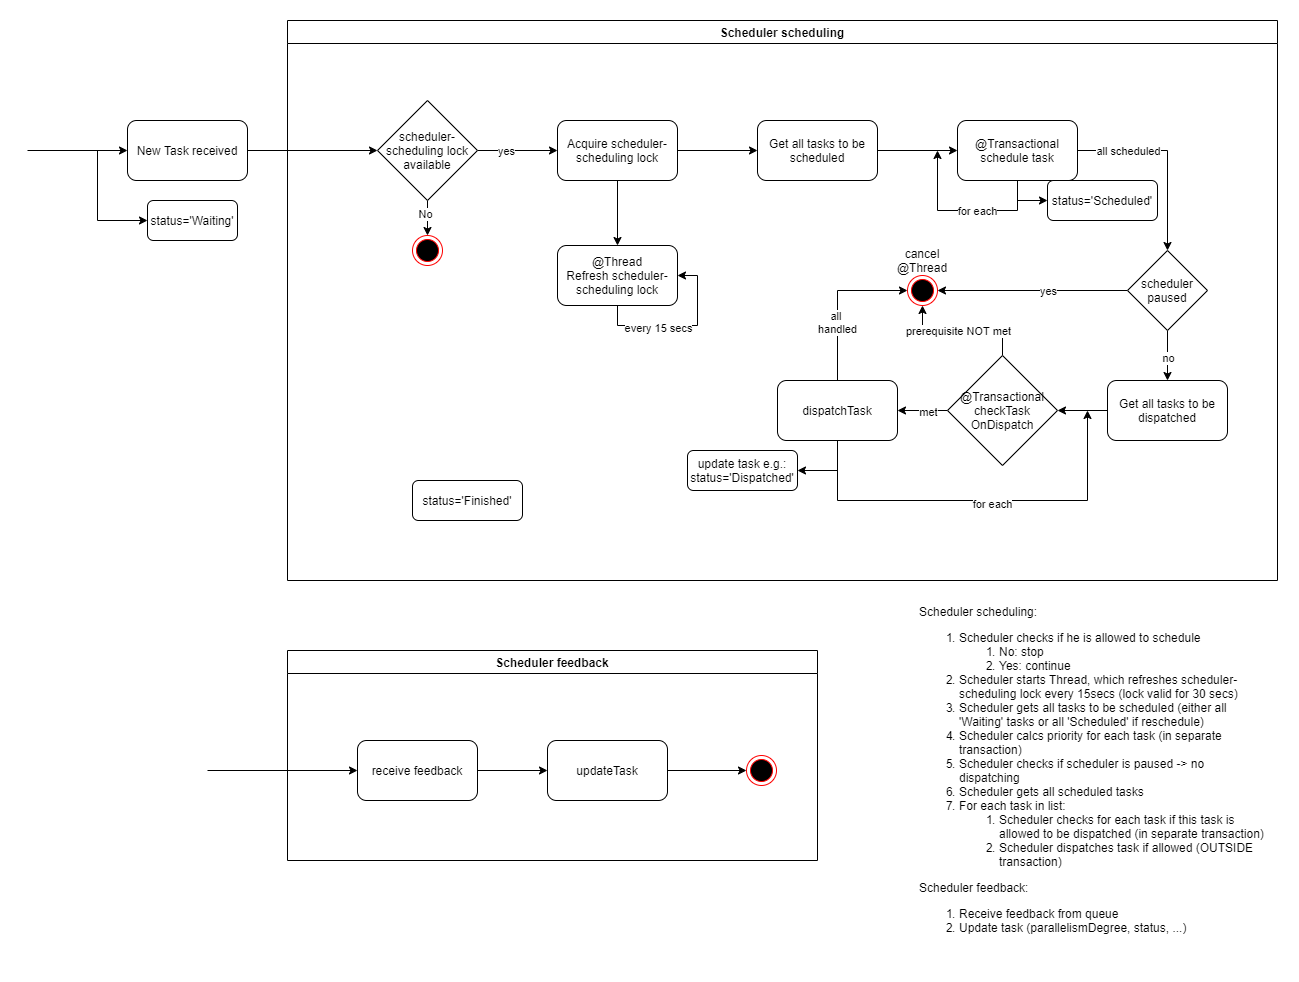 Scheduler scheduling
New Task received
status='Waiting'
scheduler-
scheduling lock
available
yes
No
Acquire scheduler-
scheduling lock
@Thread
Refresh scheduler-
scheduling lock
every 15 secs
Get all tasks to be
scheduled
@Transactional
schedule task
for each
status='Scheduled'
all scheduled
scheduler
paused
yes
no
cancel
@Thread
all
handled
prerequisite NOT met
Get all tasks to be
dispatched
@Transactional
checkTask
OnDispatch
met
dispatchTask
update task e.g.:
status='Dispatched'
for each
status='Finished'
Scheduler feedback
receive feedback
updateTask
Scheduler scheduling:
1. Scheduler checks if he is allowed to schedule
1. No: stop
2. Yes: continue
2. Scheduler starts Thread, which refreshes scheduler-
scheduling lock every 15secs (lock valid for 30 secs)
3. Scheduler gets all tasks to be scheduled (either all
'Waiting' tasks or all 'Scheduled' if reschedule)
4. Scheduler calcs priority for each task (in separate
transaction)
5. Scheduler checks if scheduler is paused -> no
dispatching
6. Scheduler gets all scheduled tasks
7. For each task in list:
1. Scheduler checks for each task if this task is
allowed to be dispatched (in separate transaction)
2. Scheduler dispatches task if allowed (OUTSIDE
transaction)
Scheduler feedback:
1. Receive feedback from queue
2. Update task (parallelismDegree, status, ...)